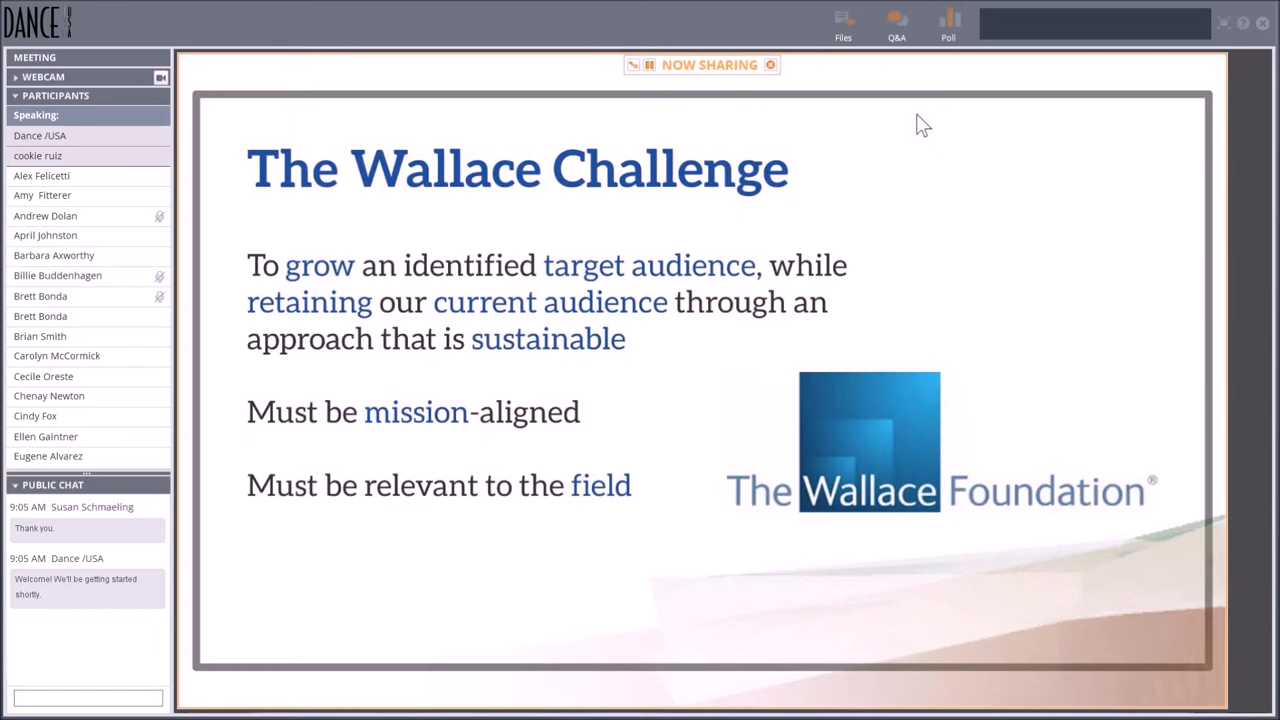 DANCE USA
Files
Q&A
Poll
MEETING
WEBCAM
PARTICIPANTS
Speaking:
Dance /USA
cookie ruiz
Alex Felicetti
Amy Fitterer
Andrew Dolan
April Johnston
Barbara Axworthy
Billie Buddenhagen
Brett Bonda
Brett Bonda
Brian Smith
Carolyn McCormick
Cecile Oreste
Chenay Newton
Cindy Fox
Ellen Gaintner
Eugene Alvarez
PUBLIC CHAT
9:05 AM Susan Schmaeling
Thank you.
9:05 AM Dance /USA
Welcome! We'll be getting started
shortly.
NOW SHARING
The Wallace Challenge
To grow an identified target audience, while
retaining our current audience through an
approach that is sustainable
Must be mission-aligned
Must be relevant to the field
The Wallace Foundation®